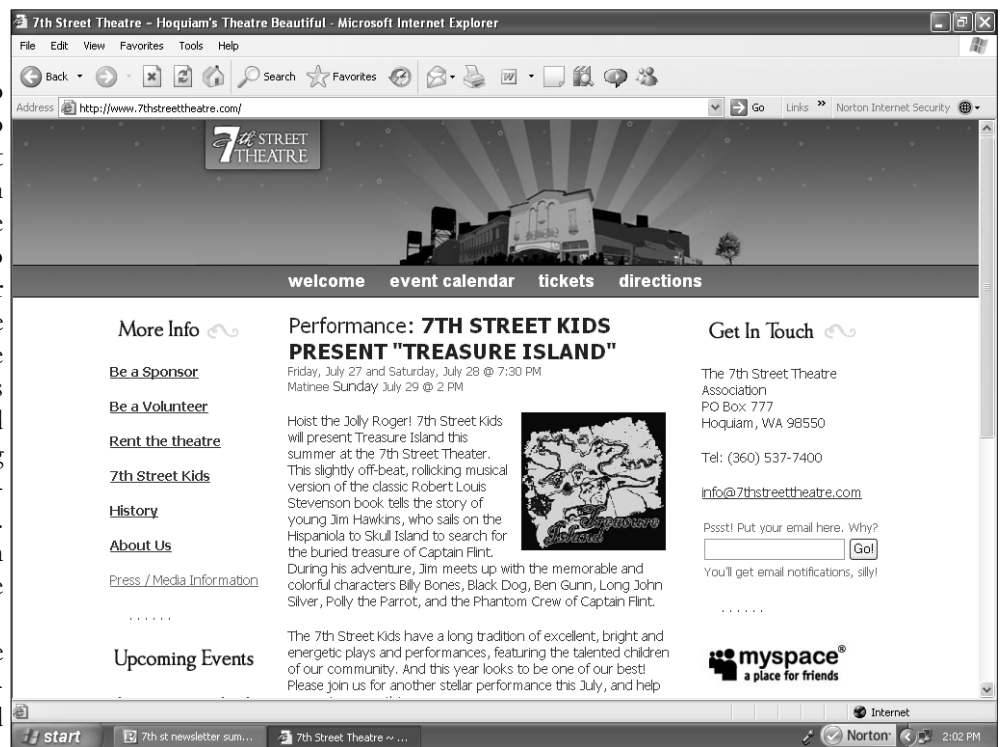 7th Street Theatre ~ Hoquiam's Theatre Beautiful - Microsoft Internet Explorer
File Edit View Favorites Tools Help
Back Search Favorites
Address http://www.7thstreettheatre.com/ Go Links » Norton Internet Security
7th STREET
THEATRE
welcome event calendar tickets directions
More Info
Be a Sponsor
Be a Volunteer
Rent the theatre
7th Street Kids
History
About Us
Press / Media Information
. . . . . .
Upcoming Events
Performance: 7TH STREET KIDS
PRESENT "TREASURE ISLAND"
Friday, July 27 and Saturday, July 28 @ 7:30 PM
Matinee Sunday July 29 @ 2 PM
Hoist the Jolly Roger! 7th Street Kids
will present Treasure Island this
summer at the 7th Street Theater.
This slightly off-beat, rollicking musical
version of the classic Robert Louis
Stevenson book tells the story of
young Jim Hawkins, who sails on the
Hispaniola to Skull Island to search for
the buried treasure of Captain Flint.
During his adventure, Jim meets up with the memorable and
colorful characters Billy Bones, Black Dog, Ben Gunn, Long John
Silver, Polly the Parrot, and the Phantom Crew of Captain Flint.
Treasure
Island
The 7th Street Kids have a long tradition of excellent, bright and
energetic plays and performances, featuring the talented children
of our community. And this year looks to be one of our best!
Please join us for another stellar performance this July, and help
Get In Touch
The 7th Street Theatre
Association
PO Box 777
Hoquiam, WA 98550
Tel: (360) 537-7400
info@7thstreettheatre.com
Pssst! Put your email here. Why?
Go!
You'll get email notifications, silly!
. . . . . .
myspace®
a place for friends
Internet
start 7th st newsletter sum... 7th Street Theatre ~ ... Norton 2:02 PM